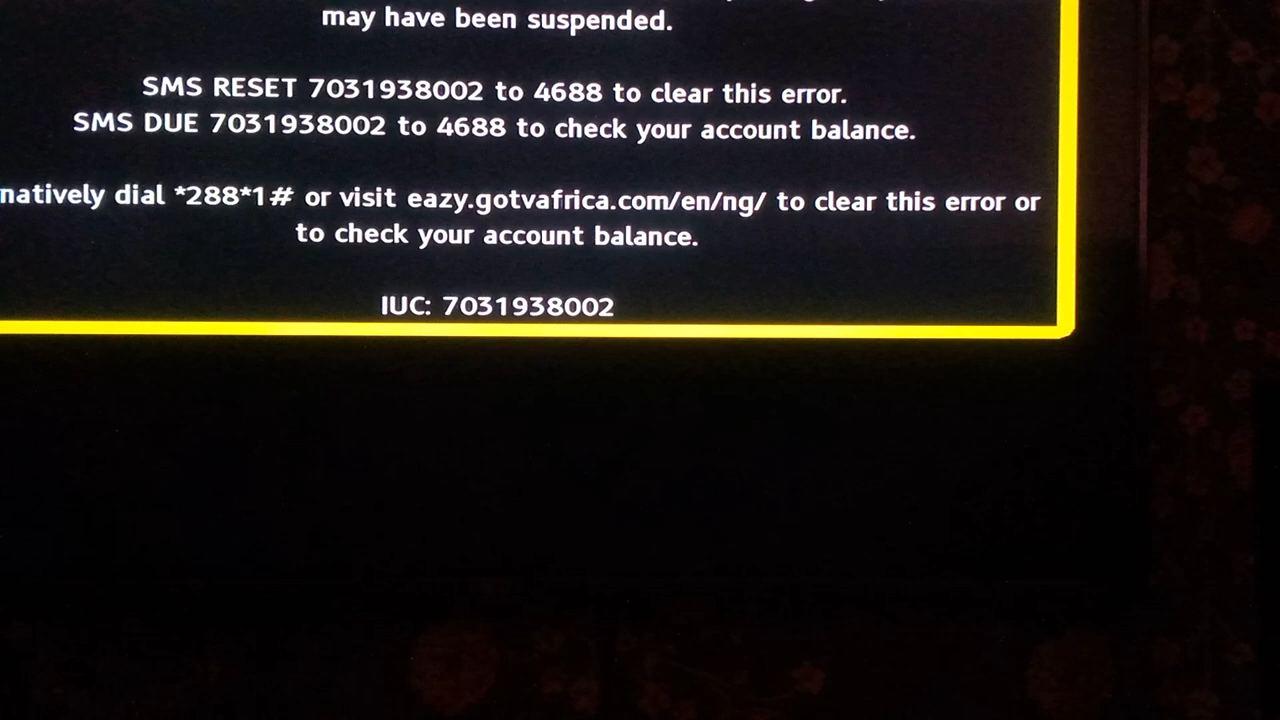 may have been suspended.
SMS RESET 7031938002 to 4688 to clear this error.
SMS DUE 7031938002 to 4688 to check your account balance.
natively dial *288*1# or visit eazy.gotvafrica.com/en/ng/ to clear this error or
to check your account balance.
IUC: 7031938002